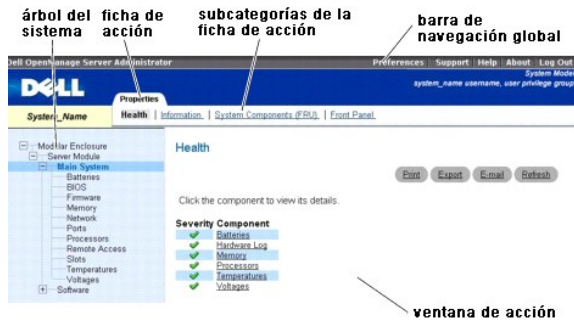 árbol del sistema
ficha de acción
subcategorías de la ficha de acción
barra de navegación global
Dell OpenManage Server Administrator
Preferences | Support | Help | About | Log Out
System Model
system_name username, user privilege group
DELL
Properties
System_Name
Health | Information | System Components (FRU) | Front Panel
Modular Enclosure
Server Module
Main System
Batteries
BIOS
Firmware
Memory
Network
Ports
Processors
Remote Access
Slots
Temperatures
Voltages
Software
Health
Print Export E-mail Refresh
Click the component to view its details.
Severity Component
Batteries
Hardware Log
Memory
Processors
Temperatures
Voltages
ventana de acción